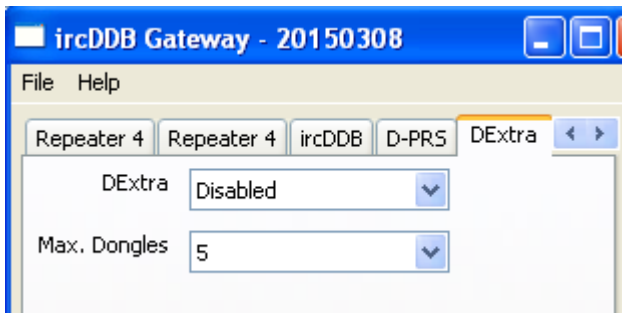 ircDDB Gateway - 20150308
File Help
Repeater 4 Repeater 4 ircDDB D-PRS DExtra
DExtra Disabled
Max. Dongles 5